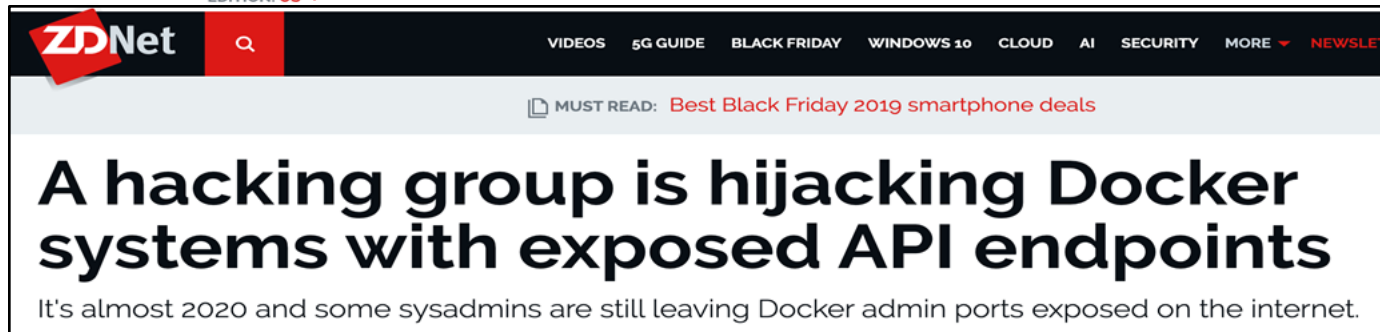 EDITION: US
ZDNet
VIDEOS 5G GUIDE BLACK FRIDAY WINDOWS 10 CLOUD AI SECURITY MORE
MUST READ: Best Black Friday 2019 smartphone deals
A hacking group is hijacking Docker
systems with exposed API endpoints
It's almost 2020 and some sysadmins are still leaving Docker admin ports exposed on the internet.